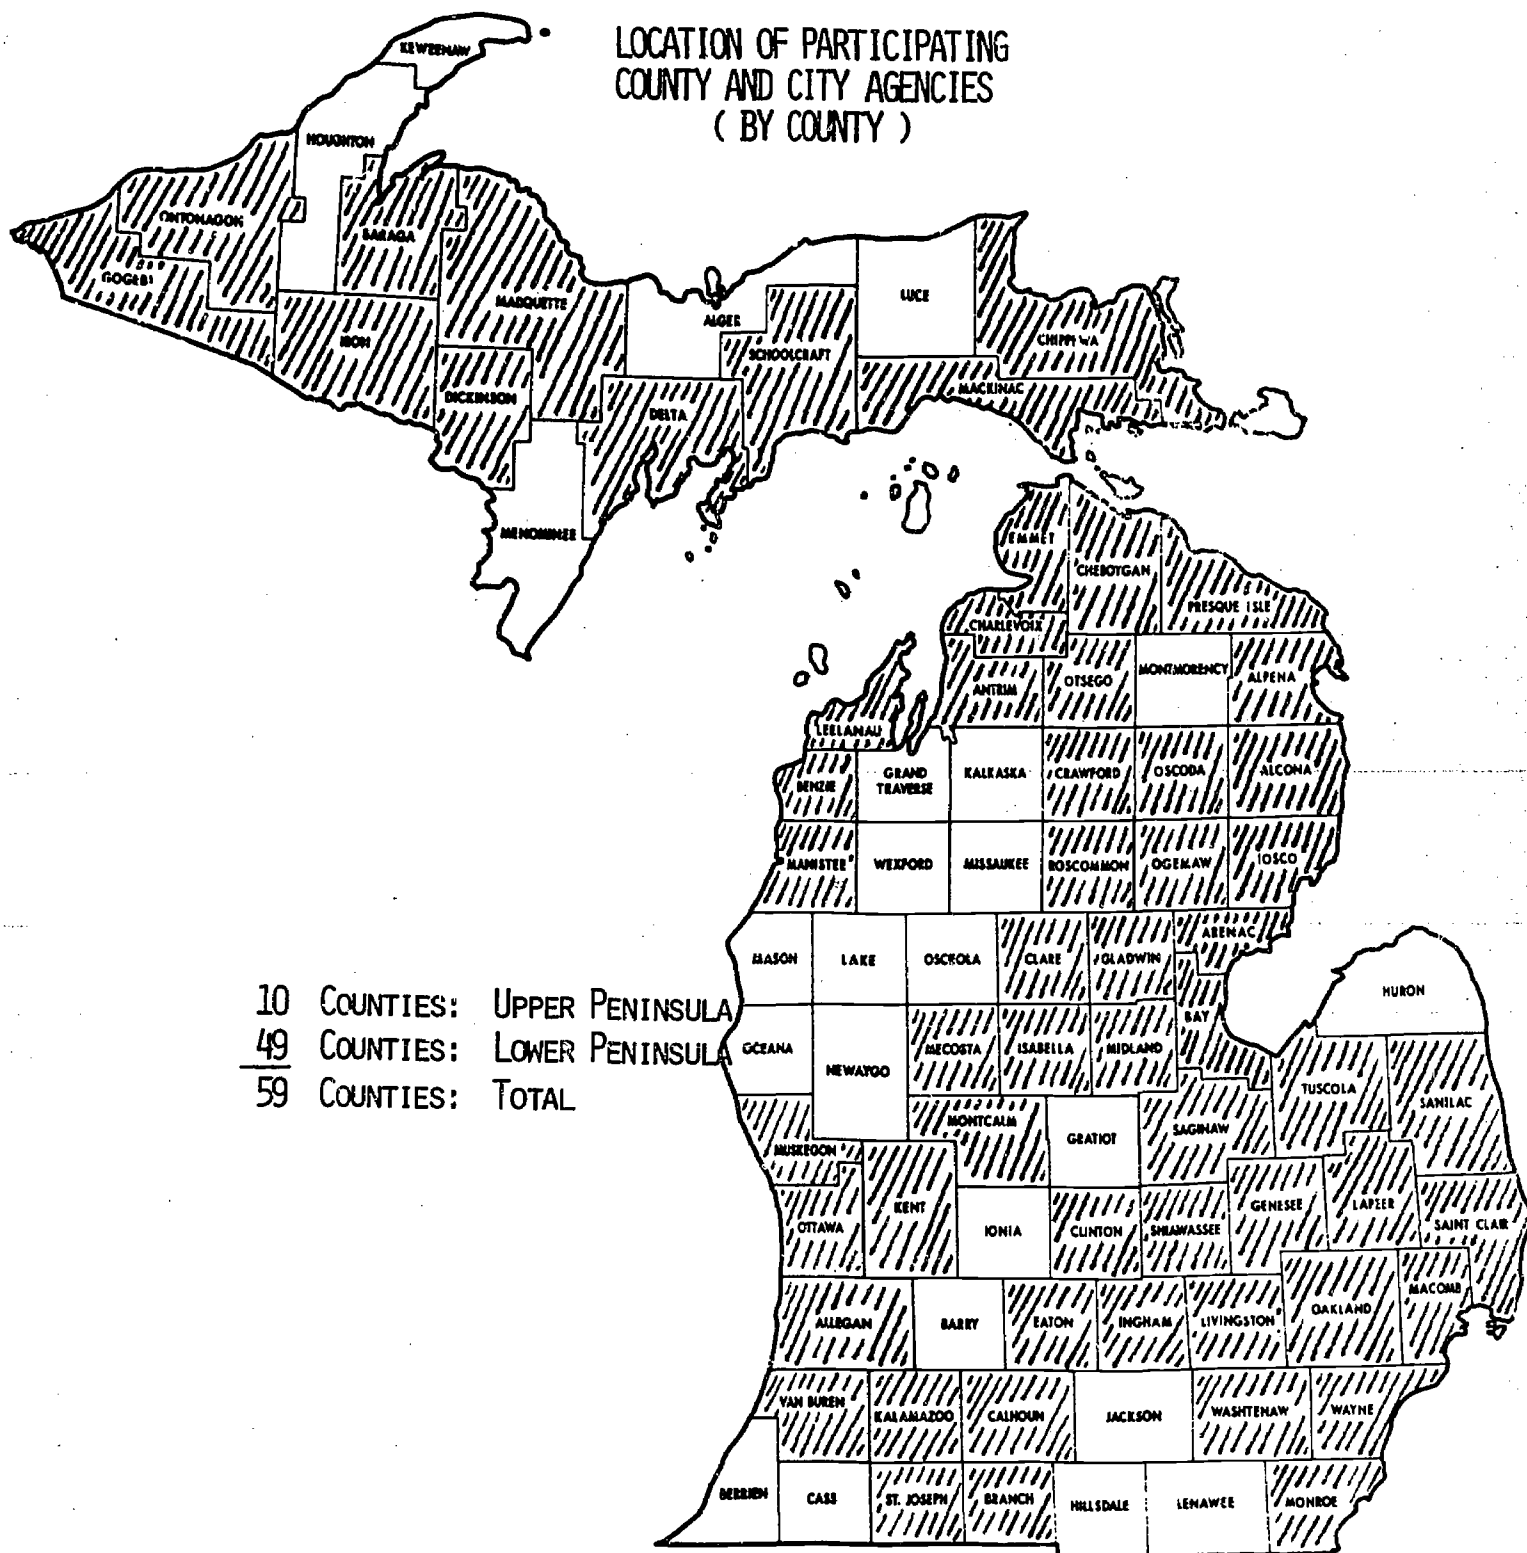 LOCATION OF PARTICIPATING
COUNTY AND CITY AGENCIES
( BY COUNTY )
KEWEENAW
HOUGHTON
ONTONAGON
BARAGA
GOGEBI
MARQUETTE
IRON
ALGER
LUCE
CHIPPEWA
SCHOOLCRAFT
DICKINSON
DELTA
MACKINAC
MENOMINEE
EMMET
CHEBOYGAN
PRESQUE ISLE
CHARLEVOIX
ANTRIM
OTSEGO
MONTMORENCY
ALPENA
LEELANAU
BENZIE
GRAND
TRAVERSE
KALKASKA
CRAWFORD
OSCODA
ALCONA
MANISTEE
WEXFORD
MISSAUKEE
ROSCOMMON
OGEMAW
IOSCO
ARENAC
MASON
LAKE
OSCEOLA
CLARE
GLADWIN
HURON
10 COUNTIES: UPPER PENINSULA
49 COUNTIES: LOWER PENINSULA
59 COUNTIES: TOTAL
BAY
OCEANA
NEWAYGO
MECOSTA
ISABELLA
MIDLAND
TUSCOLA
SANILAC
MUSKEGON
MONTCALM
GRATIOT
SAGINAW
OTTAWA
KENT
IONIA
CLINTON
SHIAWASSEE
GENESEE
LAPEER
SAINT CLAIR
ALLEGAN
BARRY
EATON
INGHAM
LIVINGSTON
OAKLAND
MACOMB
VAN BUREN
KALAMAZOO
CALHOUN
JACKSON
WASHTENAW
WAYNE
BERRIEN
CASS
ST. JOSEPH
BRANCH
HILLSDALE
LENAWEE
MONROE